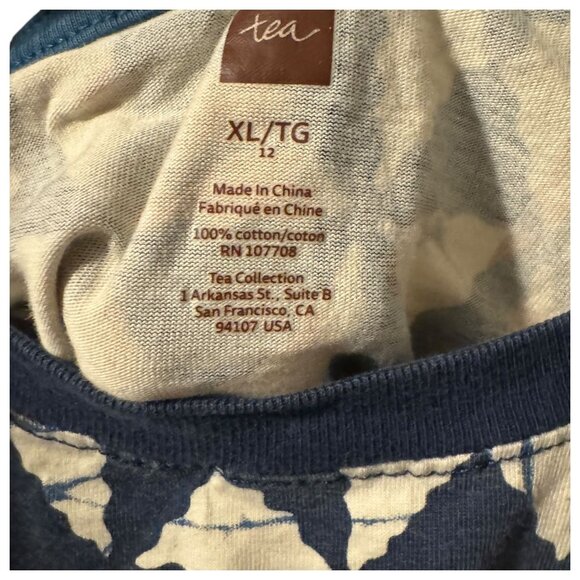 tea
XL/TG
12
Made In China
Fabriqué en Chine
100% cotton/coton
RN 107708
Tea Collection
1 Arkansas St., Suite B
San Francisco, CA
94107 USA